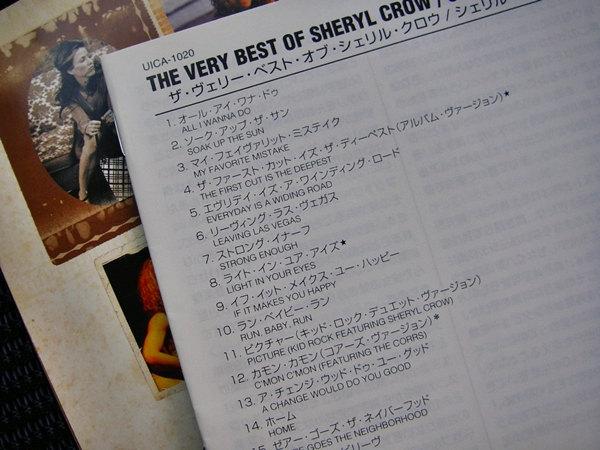 UICA-1020
THE VERY BEST OF SHERYL CROW /
ザ・ヴェリー・ベスト・オブ・シェリル・クロウ / シェリル
1. オール・アイ・ワナ・ドゥ
ALL I WANNA DO
2. ソーク・アップ・ザ・サン
SOAK UP THE SUN
3. マイ・フェイヴァリット・ミステイク
MY FAVORITE MISTAKE
4. ザ・ファースト・カット・イズ・ザ・ディーペスト(アルバム・ヴァージョン)★
THE FIRST CUT IS THE DEEPEST
5. エヴリデイ・イズ・ア・ワインディング・ロード
EVERYDAY IS A WIDING ROAD
6. リーヴィング・ラス・ヴェガス
LEAVING LAS VEGAS
7. ストロング・イナーフ
STRONG ENOUGH
8. ライト・イン・ユア・アイズ★
LIGHT IN YOUR EYES
9. イフ・イット・メイクス・ユー・ハッピー
IF IT MAKES YOU HAPPY
10. ラン・ベイビー・ラン
RUN, BABY, RUN
11. ピクチャー(キッド・ロック・デュエット・ヴァージョン)
PICTURE (KID ROCK FEATURING SHERYL CROW)
12. カモン・カモン(コアーズ・ヴァージョン)★
C'MON C'MON (FEATURING THE CORRS)
13. ア・チェンジ・ウッド・ドゥ・ユー・グッド
A CHANGE WOULD DO YOU GOOD
14. ホーム
HOME
15. ゼアー・ゴーズ・ザ・ネイバーフッド
GOES THE NEIGHBORHOOD
ビリーヴ